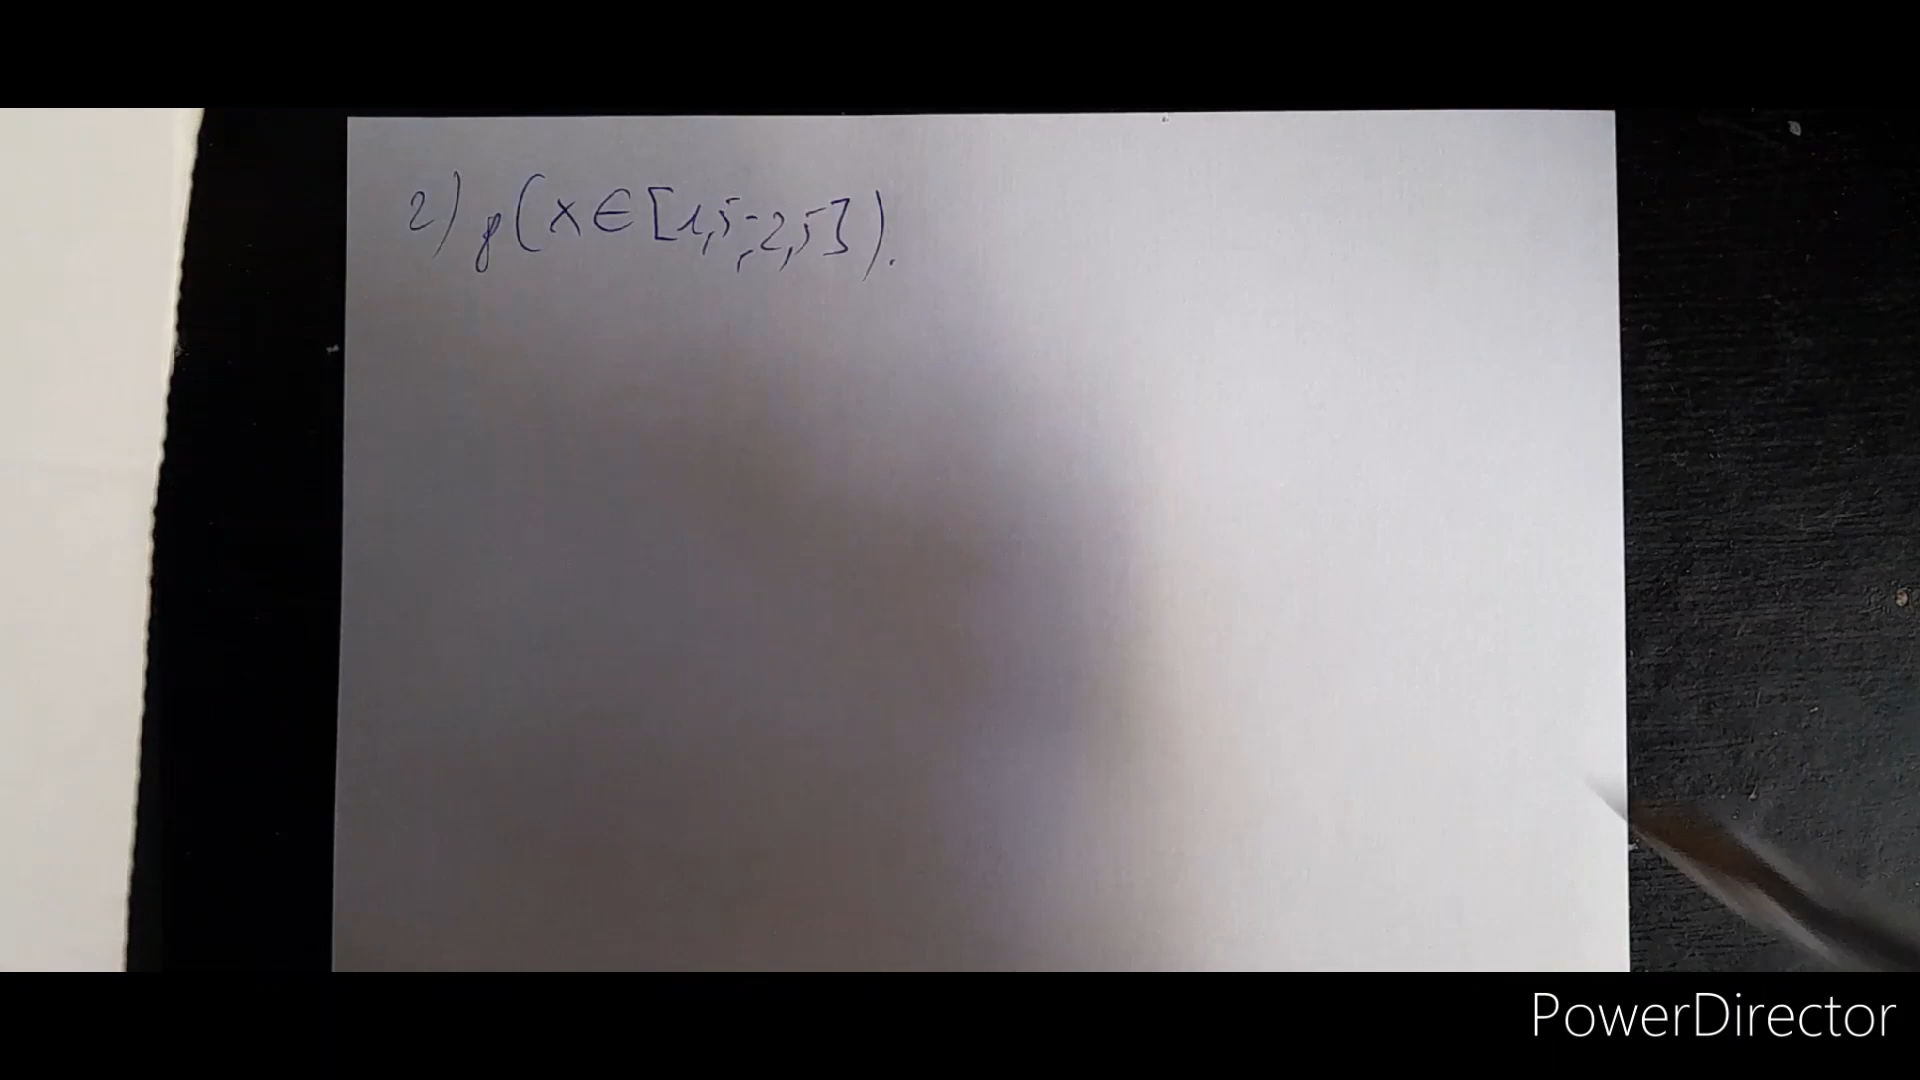 2) p(x ∈ [1,5;2,5]).
PowerDirector